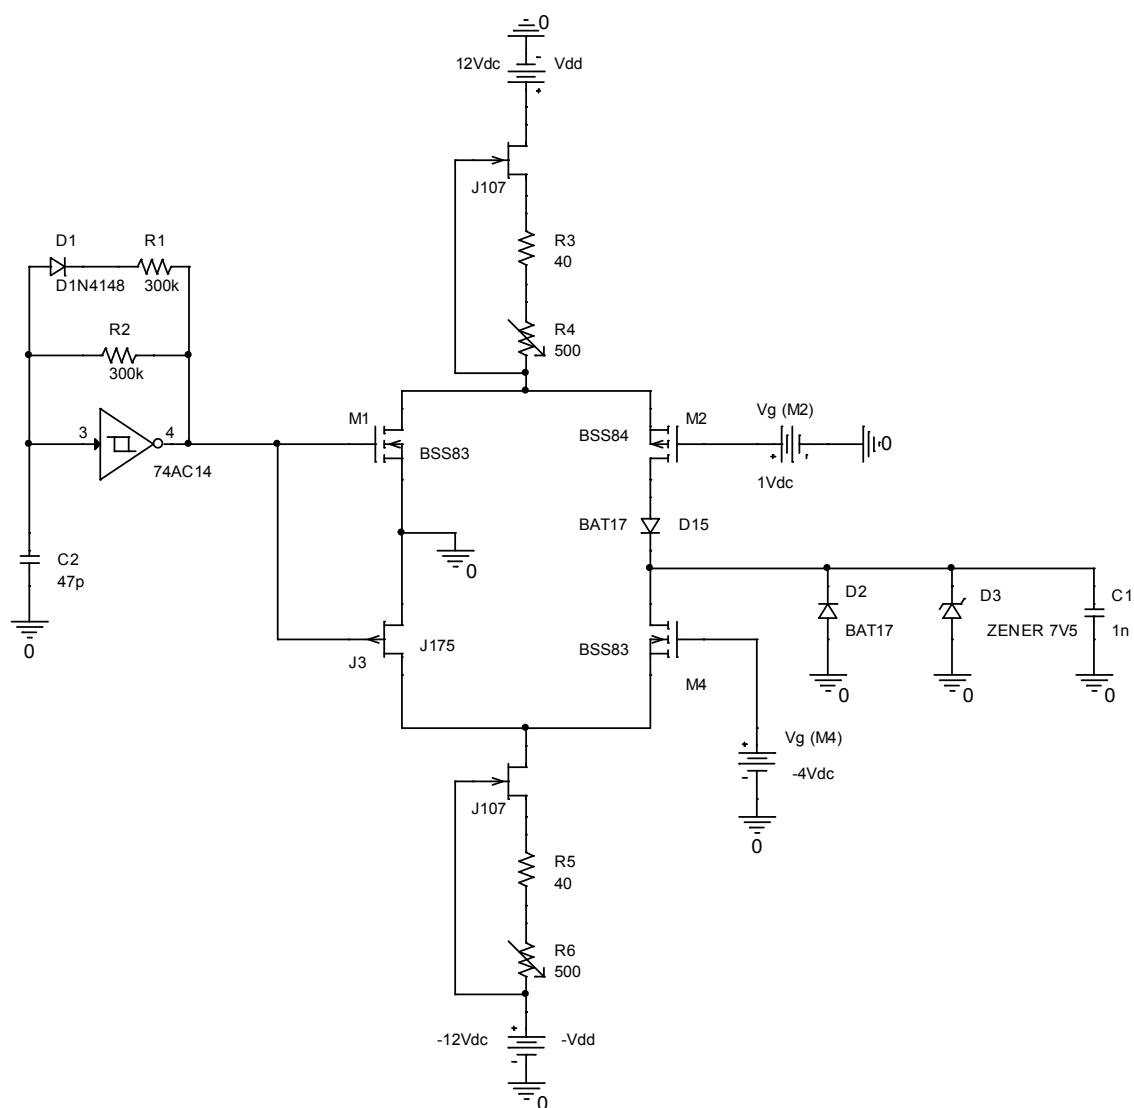 0
12Vdc Vdd
-
+
J107
R3
40
R4
500
D1 R1
D1N4148 300k
R2
300k
3 4
74AC14
C2
47p
0
M1
BSS83
0
M2
BSS84
Vg (M2)
+
1Vdc
0
BAT17 D15
D2
BAT17
0
D3
ZENER 7V5
0
C1
1n
0
J175
J3
BSS83
M4
Vg (M4)
+
-4Vdc
-
0
J107
R5
40
R6
500
+
-12Vdc -Vdd
-
0